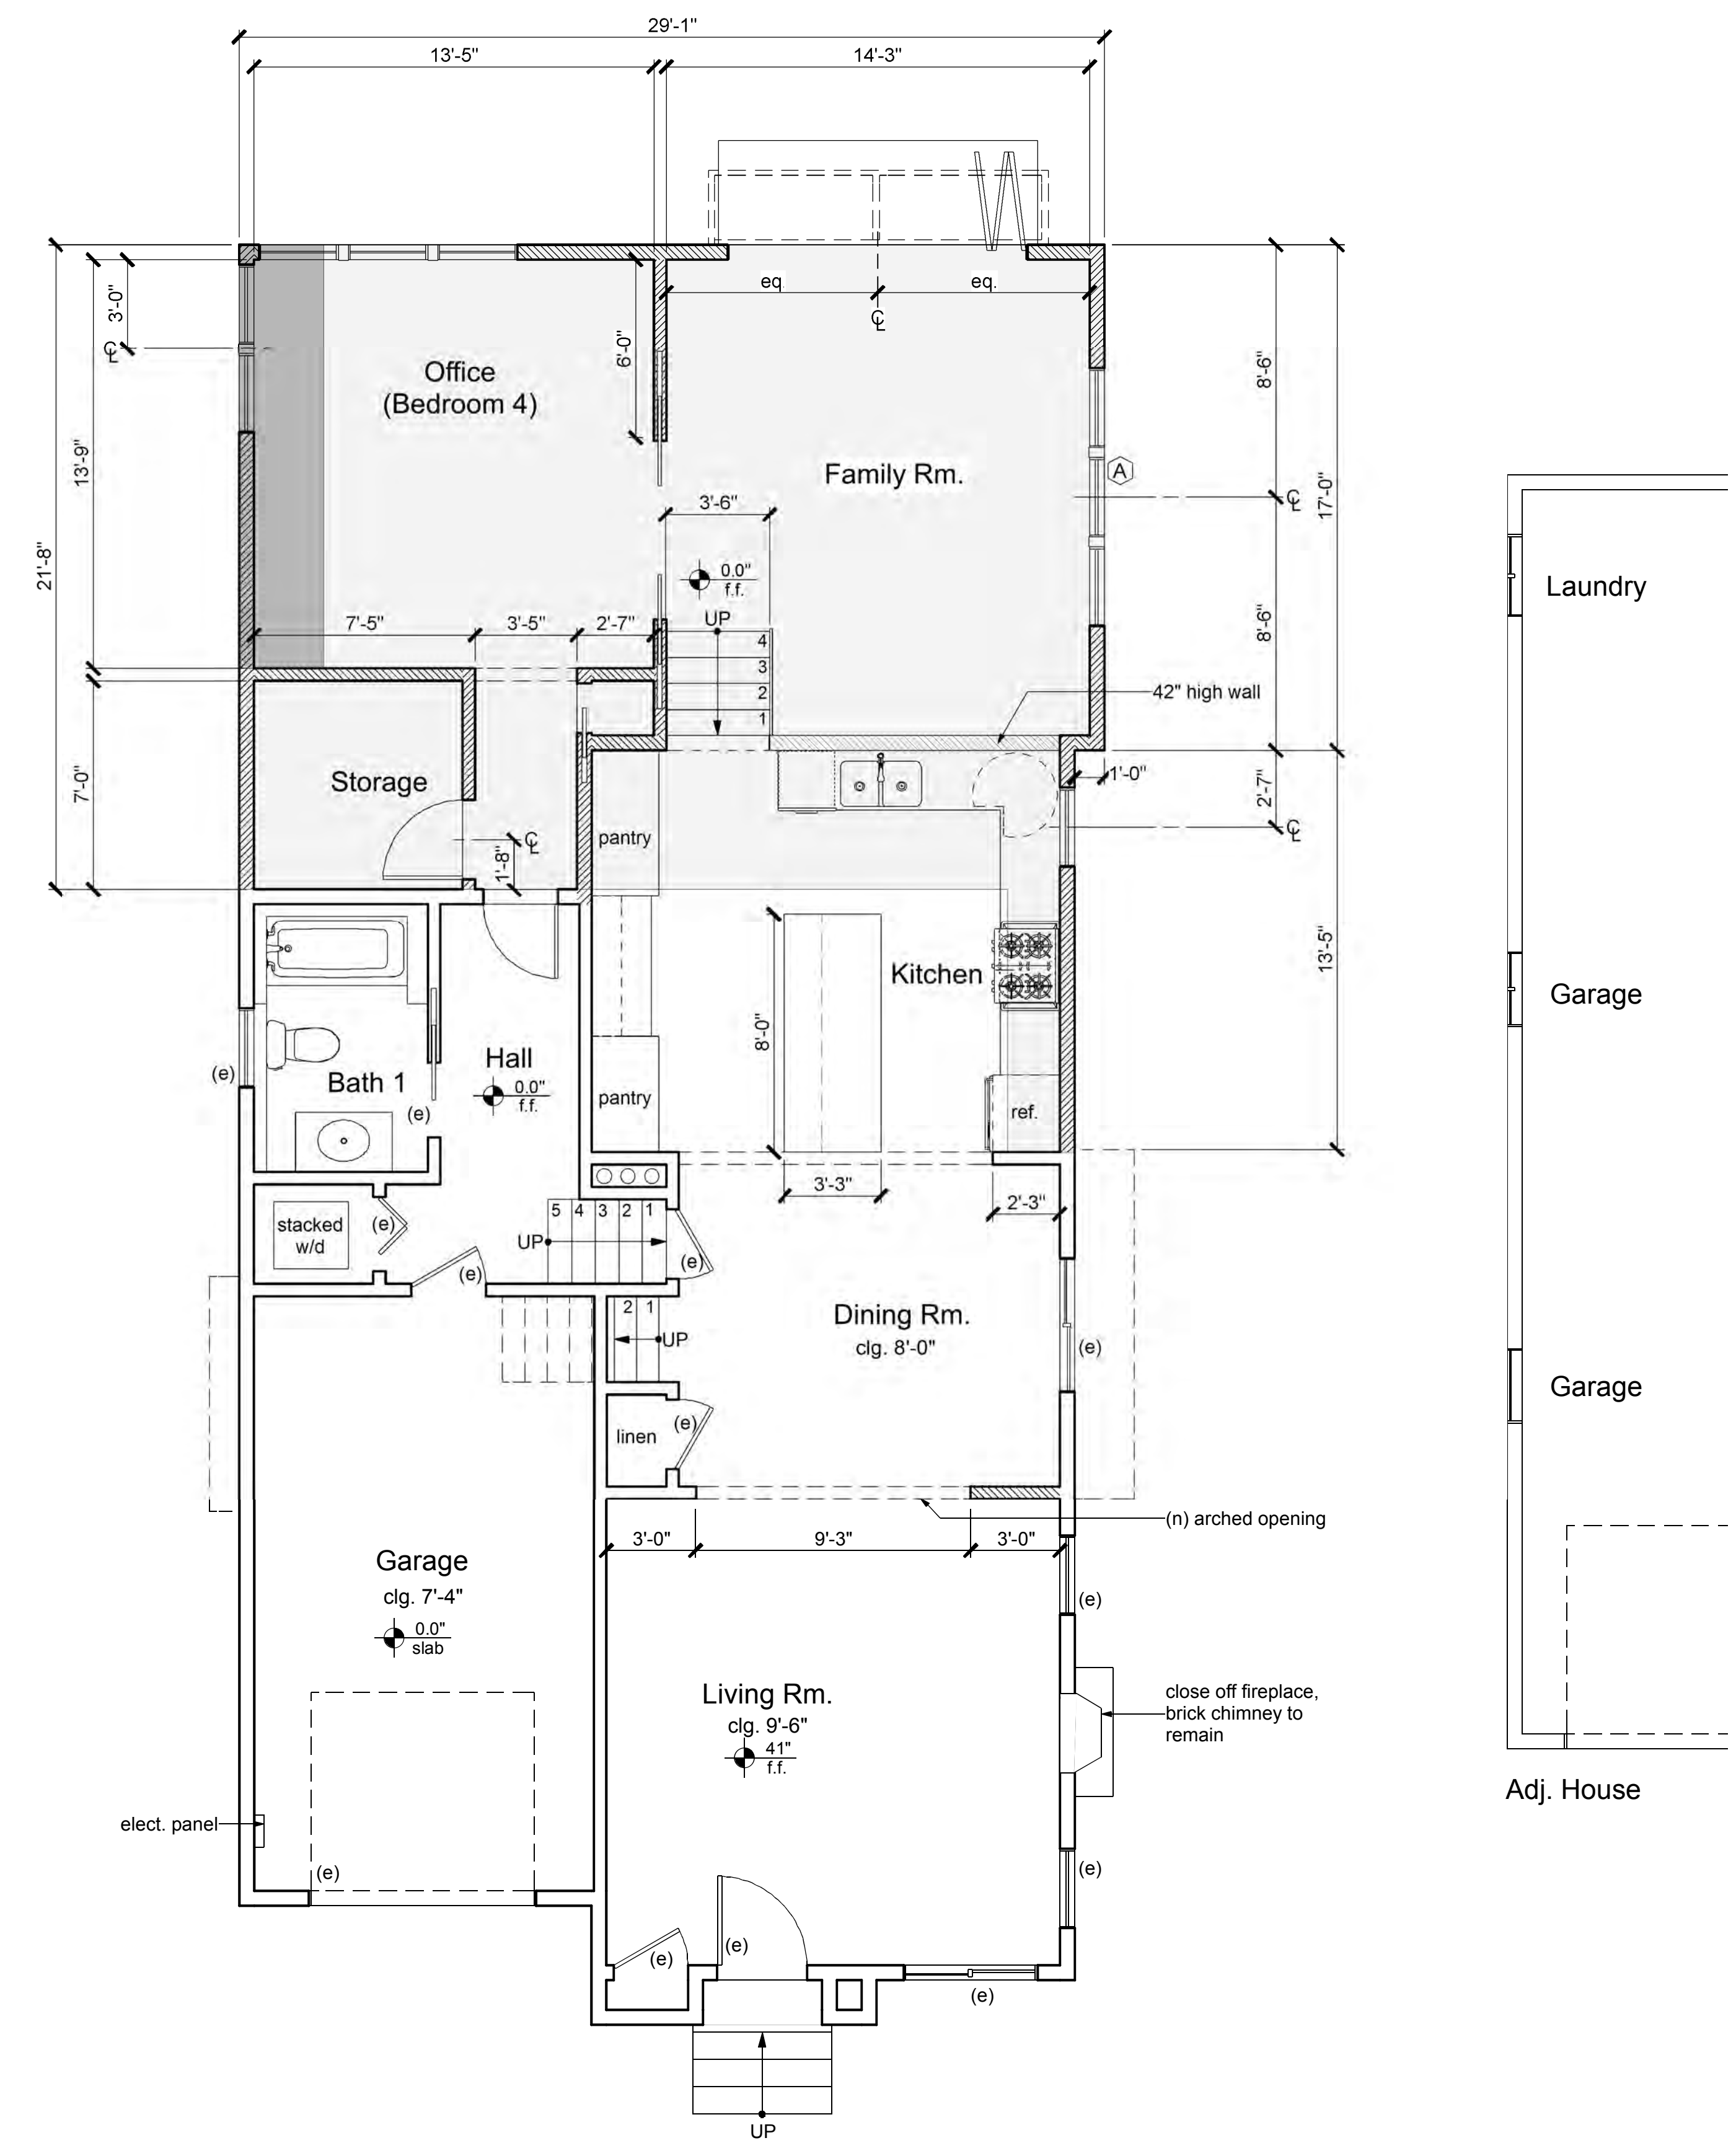 29'-1"
13'-5"
14'-3"
eq.
eq.
℄
3'-0"
℄
6'-0"
8'-6"
Office
(Bedroom 4)
Family Rm.
A
℄
17'-0"
13'-9"
21'-8"
3'-6"
0.0"
f.f.
UP
7'-5"
3'-5"
2'-7"
4
3
2
1
8'-6"
Laundry
42" high wall
Storage
7'-0"
1'-0"
2'-7"
℄
pantry
℄
1'-8"
13'-5"
Kitchen
Garage
8'-0"
Hall
0.0"
f.f.
(e)
Bath 1
(e)
pantry
ref.
3'-3"
2'-3"
stacked
w/d
(e)
5 4 3 2 1
UP
(e)
(e)
2 1
UP
Dining Rm.
clg. 8'-0"
(e)
Garage
(e)
linen
(n) arched opening
3'-0"
9'-3"
3'-0"
Garage
clg. 7'-4"
0.0"
slab
(e)
Living Rm.
clg. 9'-6"
41"
f.f.
close off fireplace,
brick chimney to
remain
Adj. House
elect. panel
(e)
(e)
(e)
(e)
(e)
UP